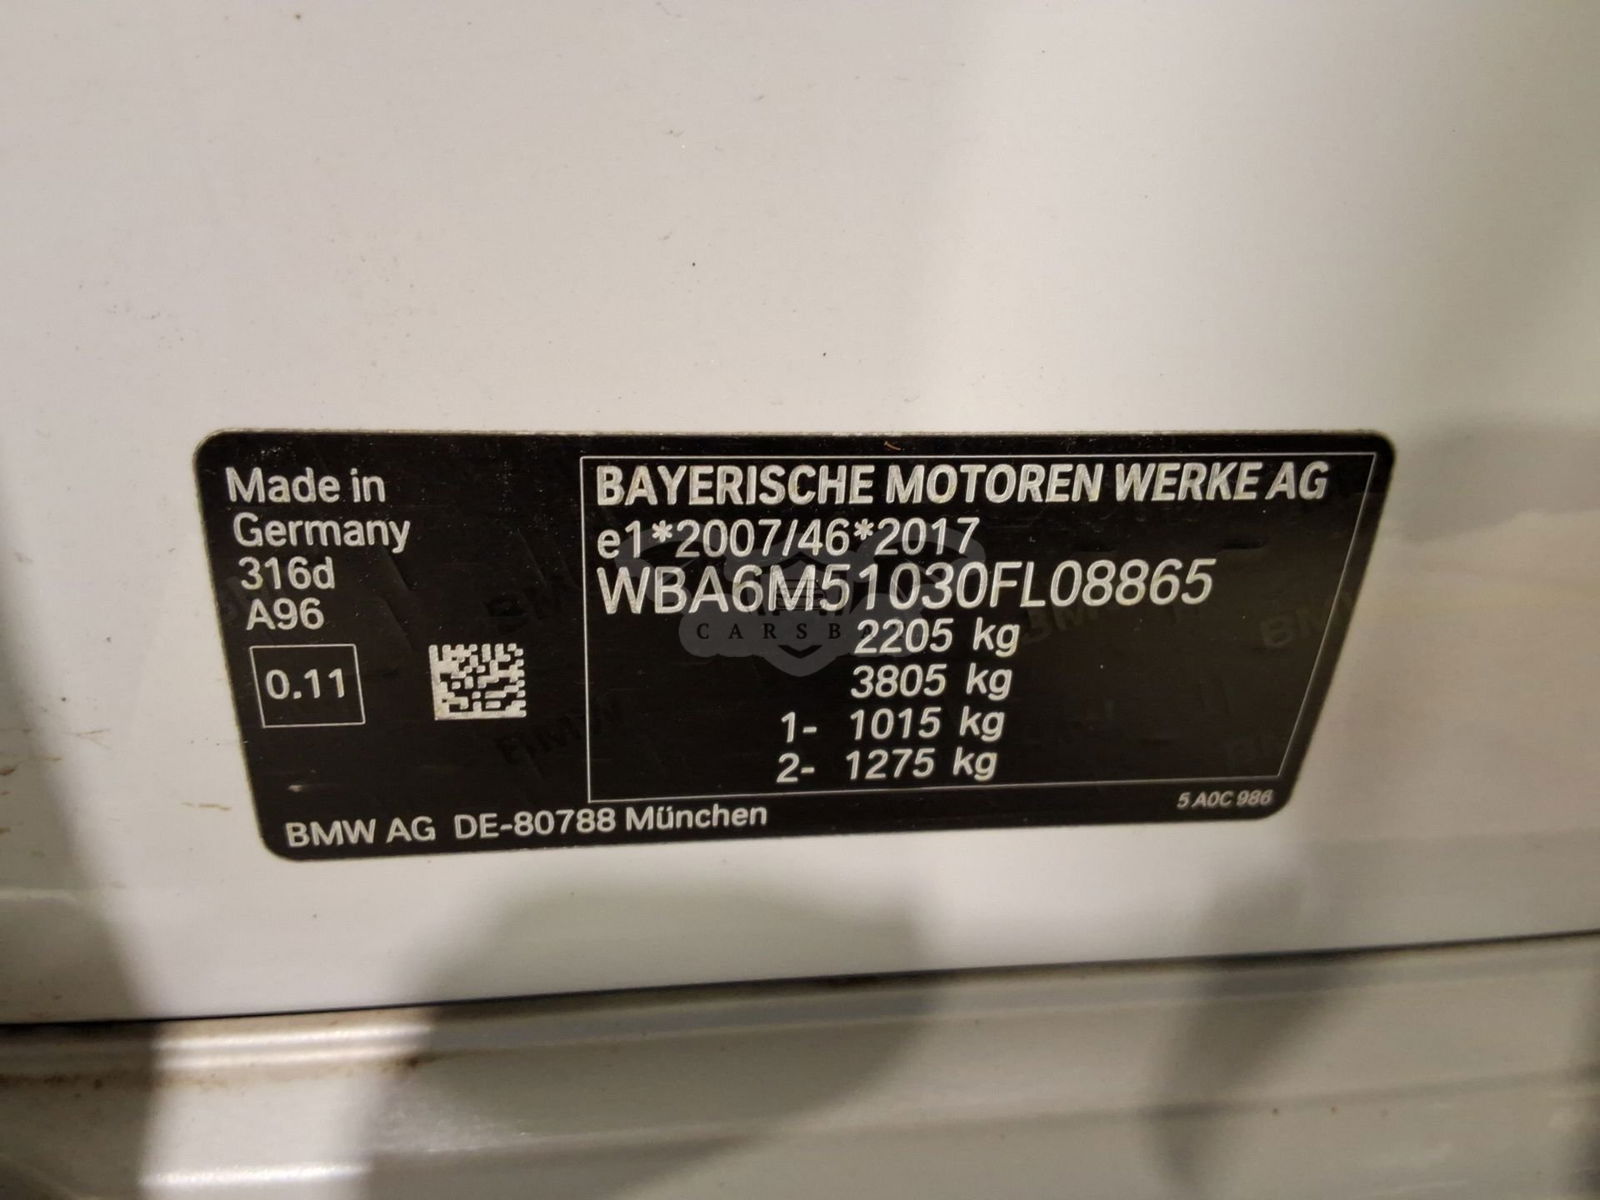 Made in
Germany
316d
A96
0.11
BAYERISCHE MOTOREN WERKE AG
e1*2007/46*2017
WBA6M51030FL08865
2205 kg
3805 kg
1- 1015 kg
2- 1275 kg
BMW AG DE-80788 München
5 A0C 986